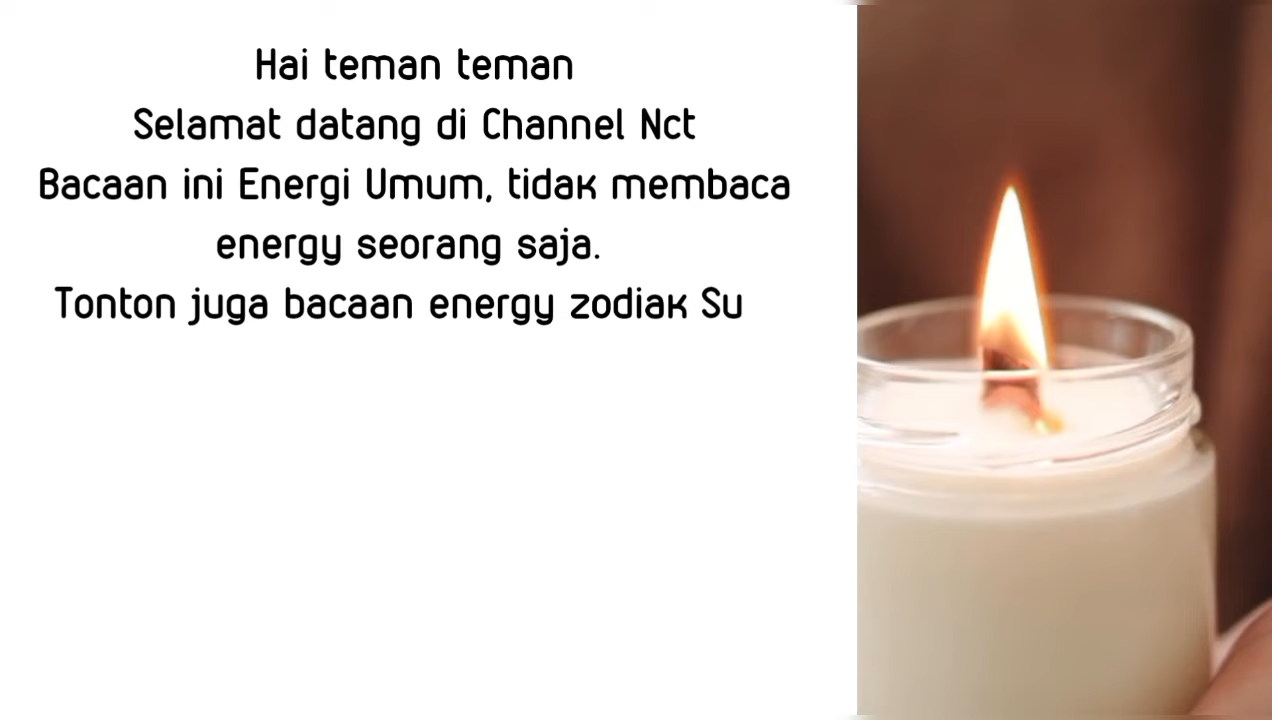 Hai teman teman
Selamat datang di Channel Nct
Bacaan ini Energi Umum, tidak membaca
energy seorang saja.
Tonton juga bacaan energy zodiak Su